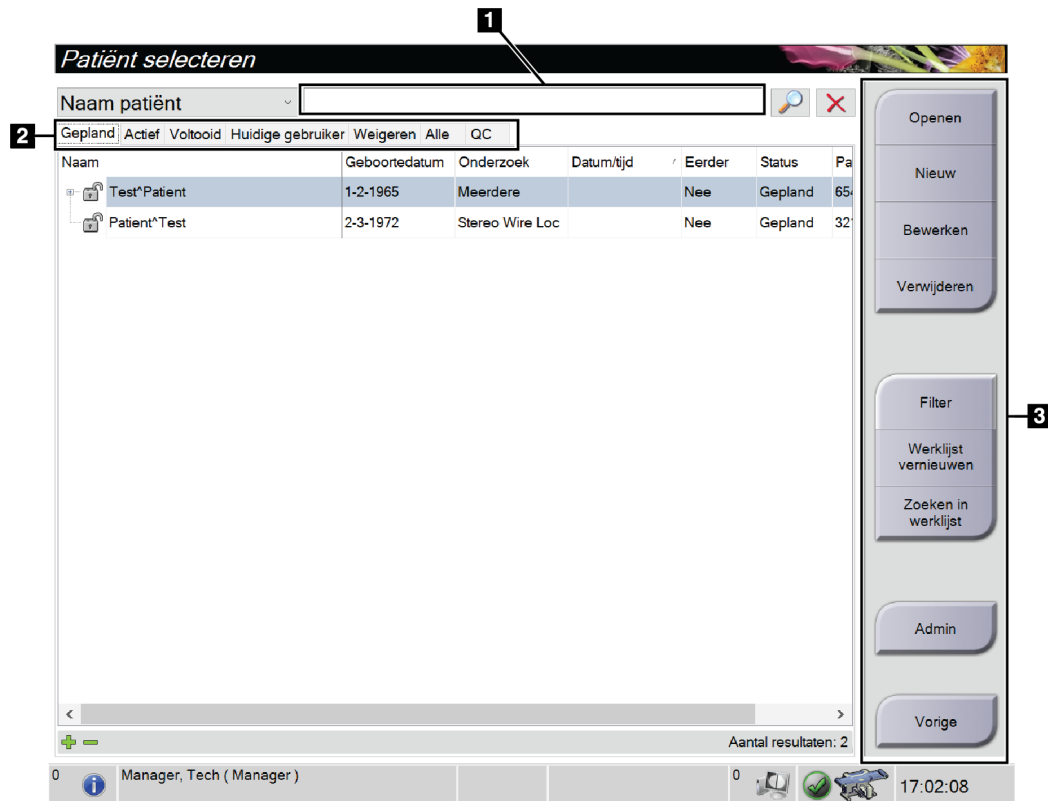 1
Patiënt selecteren
Naam patiënt
2
Gepland Actief Voltooid Huidige gebruiker Weigeren Alle QC
Naam Geboortedatum Onderzoek Datum/tijd Eerder Status Pa
Test^Patient 1-2-1965 Meerdere Nee Gepland 654
Patient^Test 2-3-1972 Stereo Wire Loc Nee Gepland 321
Openen
Nieuw
Bewerken
Verwijderen
Filter
3
Werklijst
vernieuwen
Zoeken in
werklijst
Admin
Vorige
Aantal resultaten: 2
0 Manager, Tech ( Manager ) 0 17:02:08